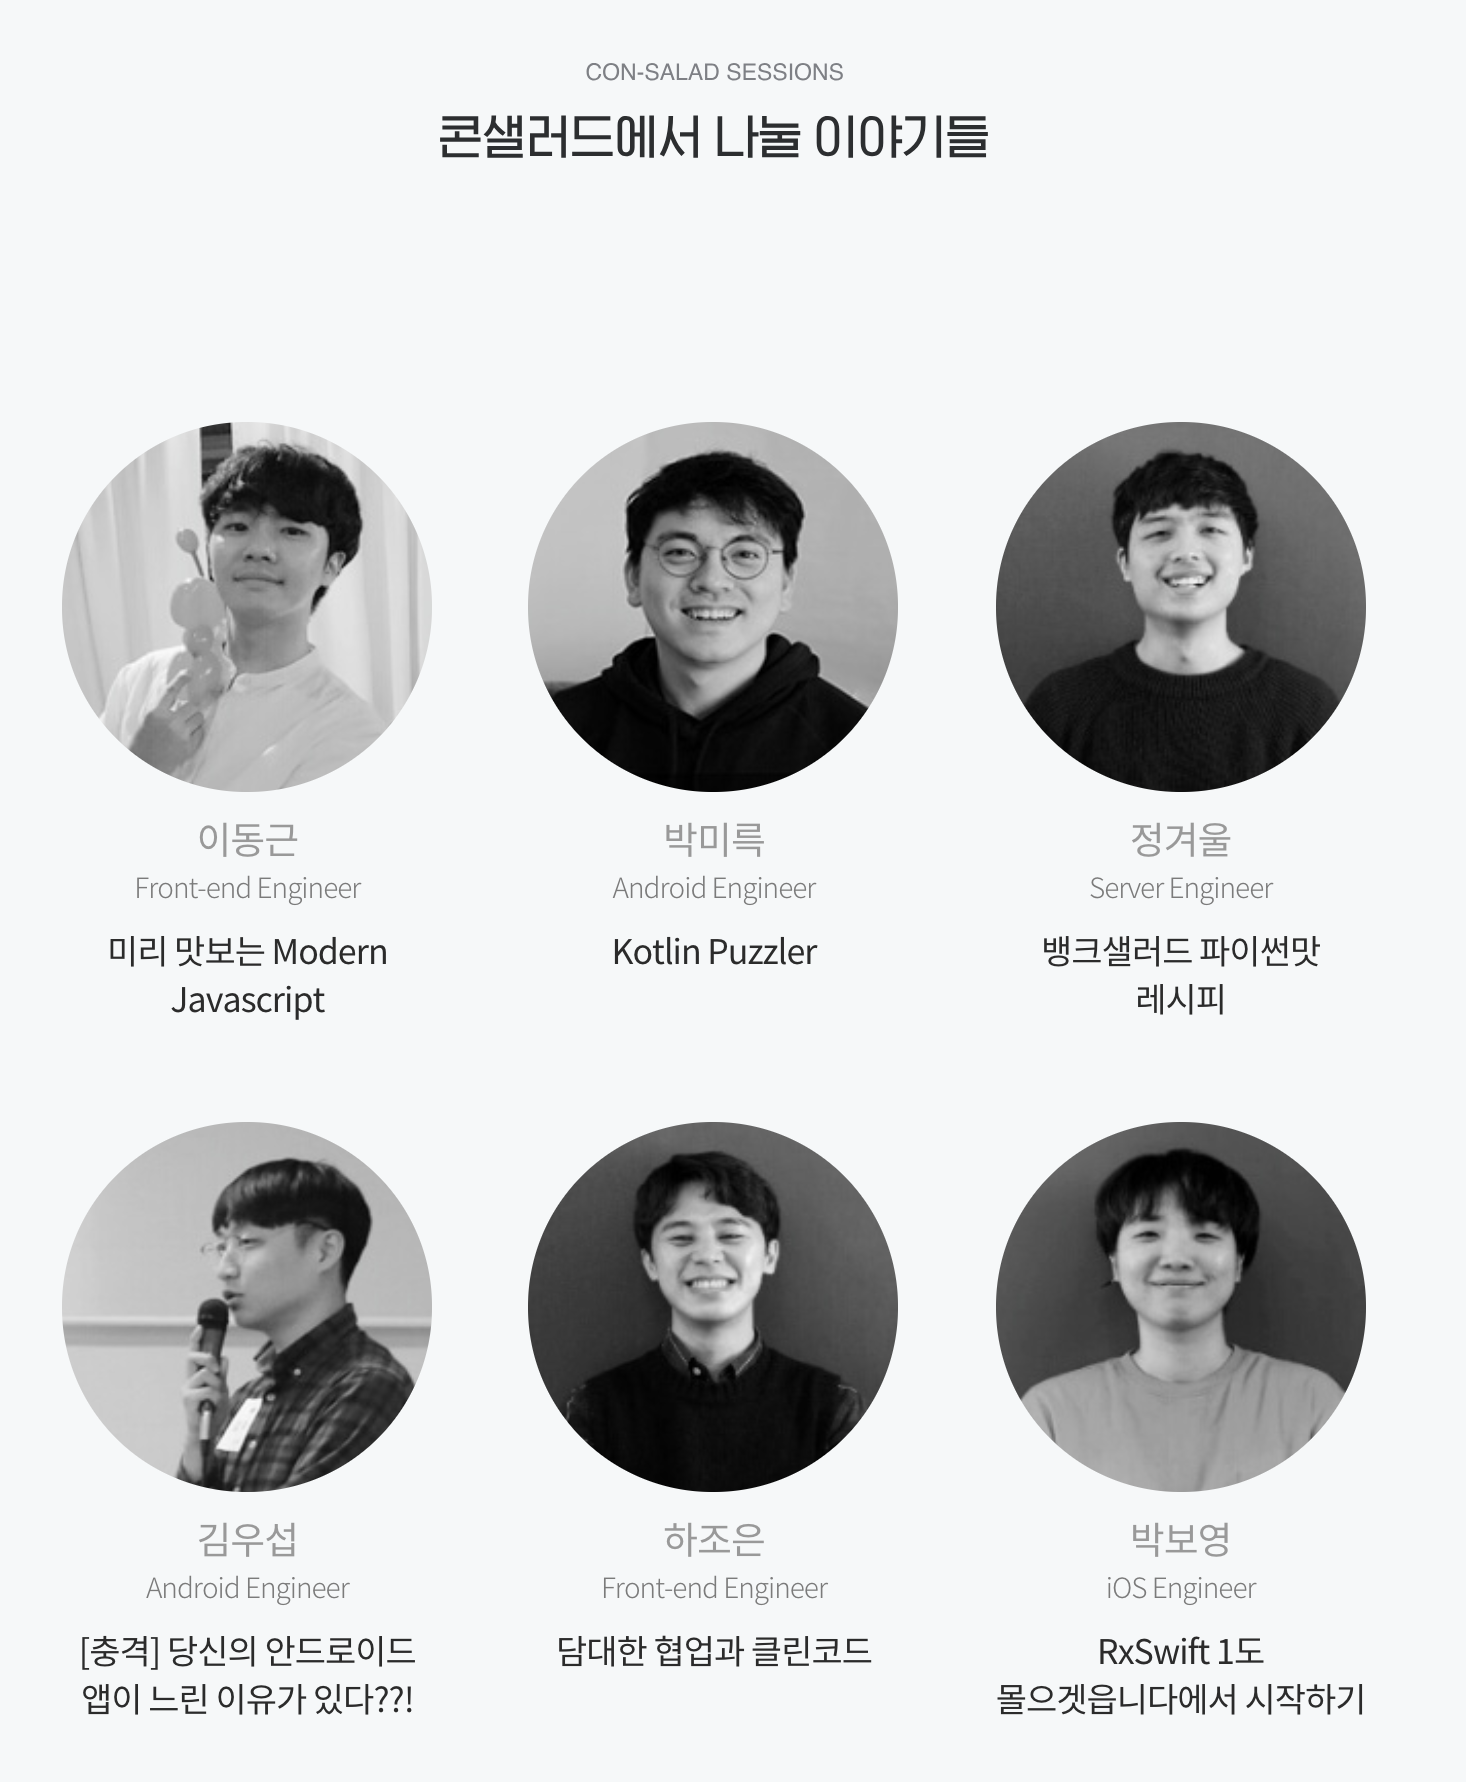 CON-SALAD SESSIONS
콘샐러드에서 나눌 이야기들
이동근
Front-end Engineer
미리 맛보는 Modern
Javascript
박미륵
Android Engineer
Kotlin Puzzler
정겨울
Server Engineer
뱅크샐러드 파이썬맛
레시피
김우섭
Android Engineer
[충격] 당신의 안드로이드
앱이 느린 이유가 있다??!
하조은
Front-end Engineer
담대한 협업과 클린코드
박보영
iOS Engineer
RxSwift 1도
몰으겟읍니다에서 시작하기